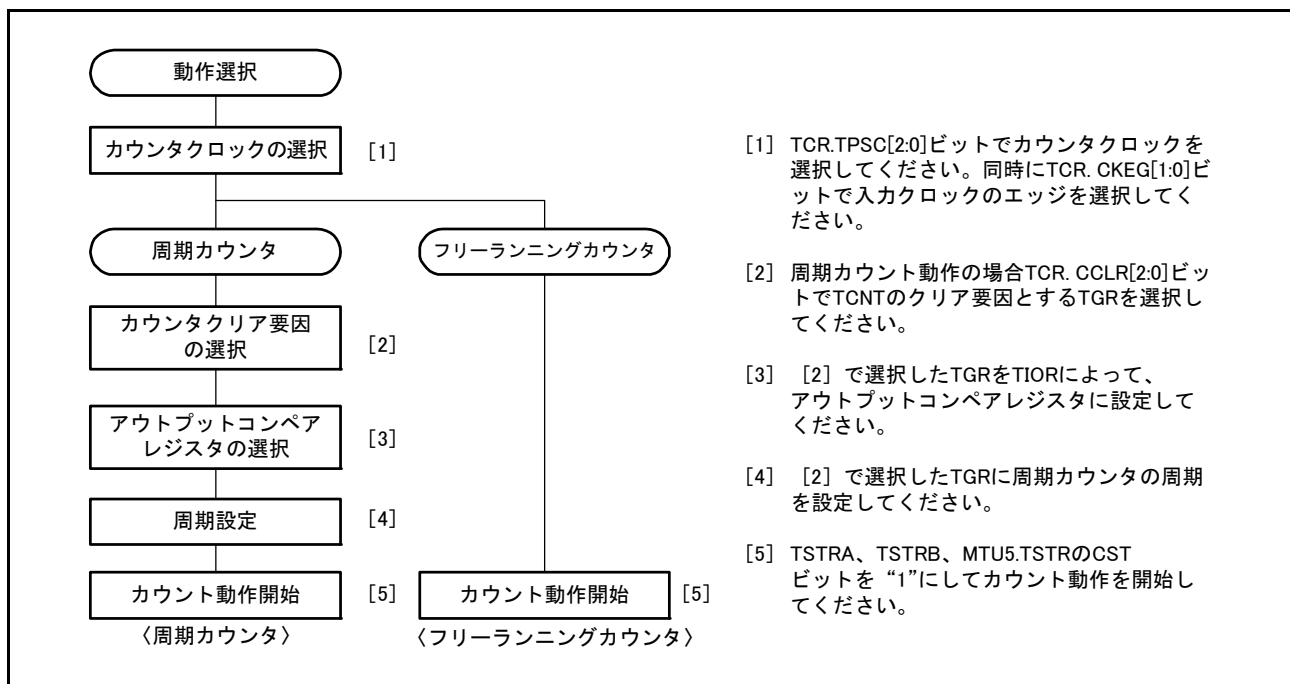 動作選択
カウンタクロックの選択 [1]
周期カウンタ
フリーランニングカウンタ
カウンタクリア要因
の選択
[2]
アウトプットコンペア
レジスタの選択
[3]
周期設定 [4]
カウント動作開始 [5]
カウント動作開始 [5]
〈周期カウンタ〉
〈フリーランニングカウンタ〉
[1] TCR.TPSC[2:0]ビットでカウンタクロックを
選択してください。同時にTCR. CKEG[1:0]ビ
ットで入力クロックのエッジを選択してく
ださい。
[2] 周期カウント動作の場合TCR. CCLR[2:0]ビッ
トでTCNTのクリア要因とするTGRを選択し
てください。
[3] [2]で選択したTGRをTIORによって、
アウトプットコンペアレジスタに設定して
ください。
[4] [2]で選択したTGRに周期カウンタの周期
を設定してください。
[5] TSTRA、TSTRB、MTU5.TSTRのCST
ビットを“1”にしてカウント動作を開始し
てください。